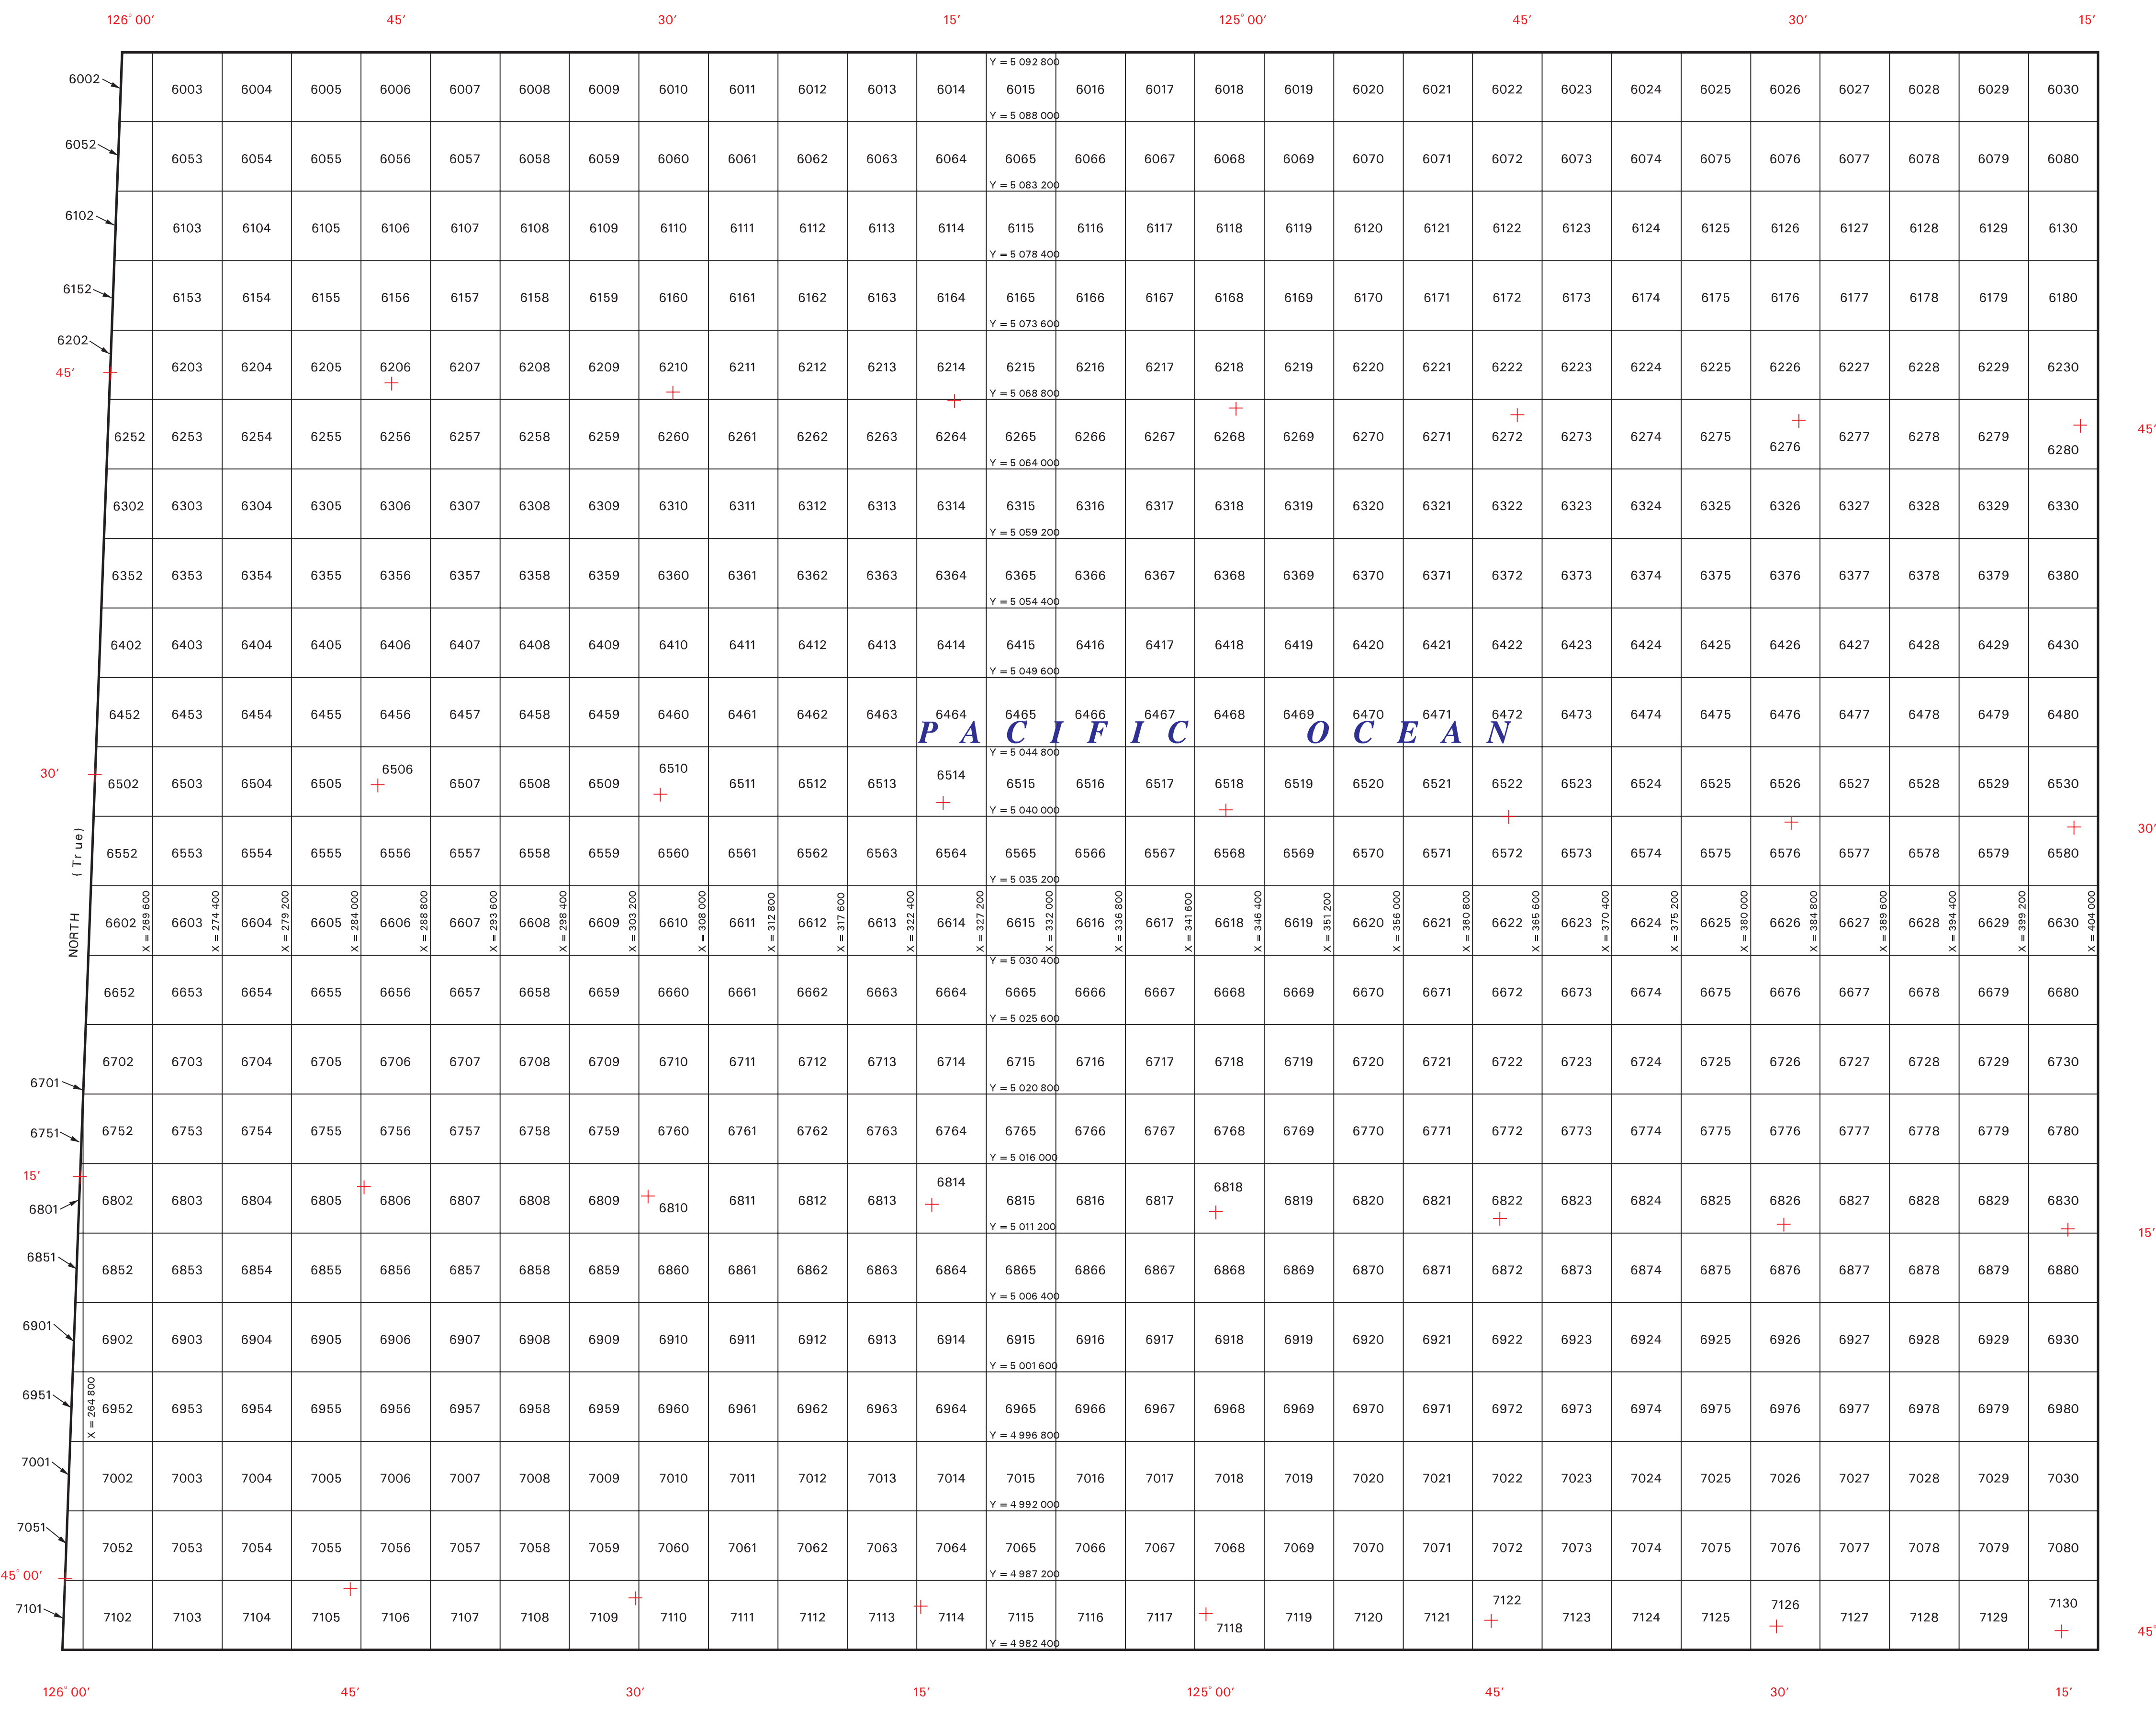 126° 00′ 45′ 30′ 15′ 125° 00′ 45′ 30′ 15′
Y = 5 092 800
6002 6003 6004 6005 6006 6007 6008 6009 6010 6011 6012 6013 6014 6015 6016 6017 6018 6019 6020 6021 6022 6023 6024 6025 6026 6027 6028 6029 6030
Y = 5 088 000
6052 6053 6054 6055 6056 6057 6058 6059 6060 6061 6062 6063 6064 6065 6066 6067 6068 6069 6070 6071 6072 6073 6074 6075 6076 6077 6078 6079 6080
Y = 5 083 200
6102 6103 6104 6105 6106 6107 6108 6109 6110 6111 6112 6113 6114 6115 6116 6117 6118 6119 6120 6121 6122 6123 6124 6125 6126 6127 6128 6129 6130
Y = 5 078 400
6152 6153 6154 6155 6156 6157 6158 6159 6160 6161 6162 6163 6164 6165 6166 6167 6168 6169 6170 6171 6172 6173 6174 6175 6176 6177 6178 6179 6180
Y = 5 073 600
6202 6203 6204 6205 6206 6207 6208 6209 6210 6211 6212 6213 6214 6215 6216 6217 6218 6219 6220 6221 6222 6223 6224 6225 6226 6227 6228 6229 6230
45′
Y = 5 068 800
6252 6253 6254 6255 6256 6257 6258 6259 6260 6261 6262 6263 6264 6265 6266 6267 6268 6269 6270 6271 6272 6273 6274 6275 6276 6277 6278 6279 6280
45′
Y = 5 064 000
6302 6303 6304 6305 6306 6307 6308 6309 6310 6311 6312 6313 6314 6315 6316 6317 6318 6319 6320 6321 6322 6323 6324 6325 6326 6327 6328 6329 6330
Y = 5 059 200
6352 6353 6354 6355 6356 6357 6358 6359 6360 6361 6362 6363 6364 6365 6366 6367 6368 6369 6370 6371 6372 6373 6374 6375 6376 6377 6378 6379 6380
Y = 5 054 400
6402 6403 6404 6405 6406 6407 6408 6409 6410 6411 6412 6413 6414 6415 6416 6417 6418 6419 6420 6421 6422 6423 6424 6425 6426 6427 6428 6429 6430
Y = 5 049 600
6452 6453 6454 6455 6456 6457 6458 6459 6460 6461 6462 6463 6464 6465 6466 6467 6468 6469 6470 6471 6472 6473 6474 6475 6476 6477 6478 6479 6480
PACIFIC OCEAN
Y = 5 044 800
30′
6502 6503 6504 6505 6506 6507 6508 6509 6510 6511 6512 6513 6514 6515 6516 6517 6518 6519 6520 6521 6522 6523 6524 6525 6526 6527 6528 6529 6530
Y = 5 040 000
30′
6552 6553 6554 6555 6556 6557 6558 6559 6560 6561 6562 6563 6564 6565 6566 6567 6568 6569 6570 6571 6572 6573 6574 6575 6576 6577 6578 6579 6580
Y = 5 035 200
NORTH (True)
6602 6603 6604 6605 6606 6607 6608 6609 6610 6611 6612 6613 6614 6615 6616 6617 6618 6619 6620 6621 6622 6623 6624 6625 6626 6627 6628 6629 6630
X = 269 600
X = 274 400
X = 279 200
X = 284 000
X = 288 800
X = 293 600
X = 298 400
X = 303 200
X = 308 000
X = 312 800
X = 317 600
X = 322 400
X = 327 200
X = 332 000
X = 336 800
X = 341 600
X = 346 400
X = 351 200
X = 356 000
X = 360 800
X = 365 600
X = 370 400
X = 375 200
X = 380 000
X = 384 800
X = 389 600
X = 394 400
X = 399 200
X = 404 000
Y = 5 030 400
6652 6653 6654 6655 6656 6657 6658 6659 6660 6661 6662 6663 6664 6665 6666 6667 6668 6669 6670 6671 6672 6673 6674 6675 6676 6677 6678 6679 6680
Y = 5 025 600
6702 6703 6704 6705 6706 6707 6708 6709 6710 6711 6712 6713 6714 6715 6716 6717 6718 6719 6720 6721 6722 6723 6724 6725 6726 6727 6728 6729 6730
6701
Y = 5 020 800
6751 6752 6753 6754 6755 6756 6757 6758 6759 6760 6761 6762 6763 6764 6765 6766 6767 6768 6769 6770 6771 6772 6773 6774 6775 6776 6777 6778 6779 6780
Y = 5 016 000
15′
6801 6802 6803 6804 6805 6806 6807 6808 6809 6810 6811 6812 6813 6814 6815 6816 6817 6818 6819 6820 6821 6822 6823 6824 6825 6826 6827 6828 6829 6830
Y = 5 011 200
15′
6851 6852 6853 6854 6855 6856 6857 6858 6859 6860 6861 6862 6863 6864 6865 6866 6867 6868 6869 6870 6871 6872 6873 6874 6875 6876 6877 6878 6879 6880
Y = 5 006 400
6901 6902 6903 6904 6905 6906 6907 6908 6909 6910 6911 6912 6913 6914 6915 6916 6917 6918 6919 6920 6921 6922 6923 6924 6925 6926 6927 6928 6929 6930
Y = 5 001 600
6951 6952 6953 6954 6955 6956 6957 6958 6959 6960 6961 6962 6963 6964 6965 6966 6967 6968 6969 6970 6971 6972 6973 6974 6975 6976 6977 6978 6979 6980
X = 264 800
Y = 4 996 800
7001 7002 7003 7004 7005 7006 7007 7008 7009 7010 7011 7012 7013 7014 7015 7016 7017 7018 7019 7020 7021 7022 7023 7024 7025 7026 7027 7028 7029 7030
Y = 4 992 000
7051 7052 7053 7054 7055 7056 7057 7058 7059 7060 7061 7062 7063 7064 7065 7066 7067 7068 7069 7070 7071 7072 7073 7074 7075 7076 7077 7078 7079 7080
Y = 4 987 200
45° 00′
7101 7102 7103 7104 7105 7106 7107 7108 7109 7110 7111 7112 7113 7114 7115 7116 7117 7118 7119 7120 7121 7122 7123 7124 7125 7126 7127 7128 7129 7130
45°
Y = 4 982 400
126° 00′ 45′ 30′ 15′ 125° 00′ 45′ 30′ 15′